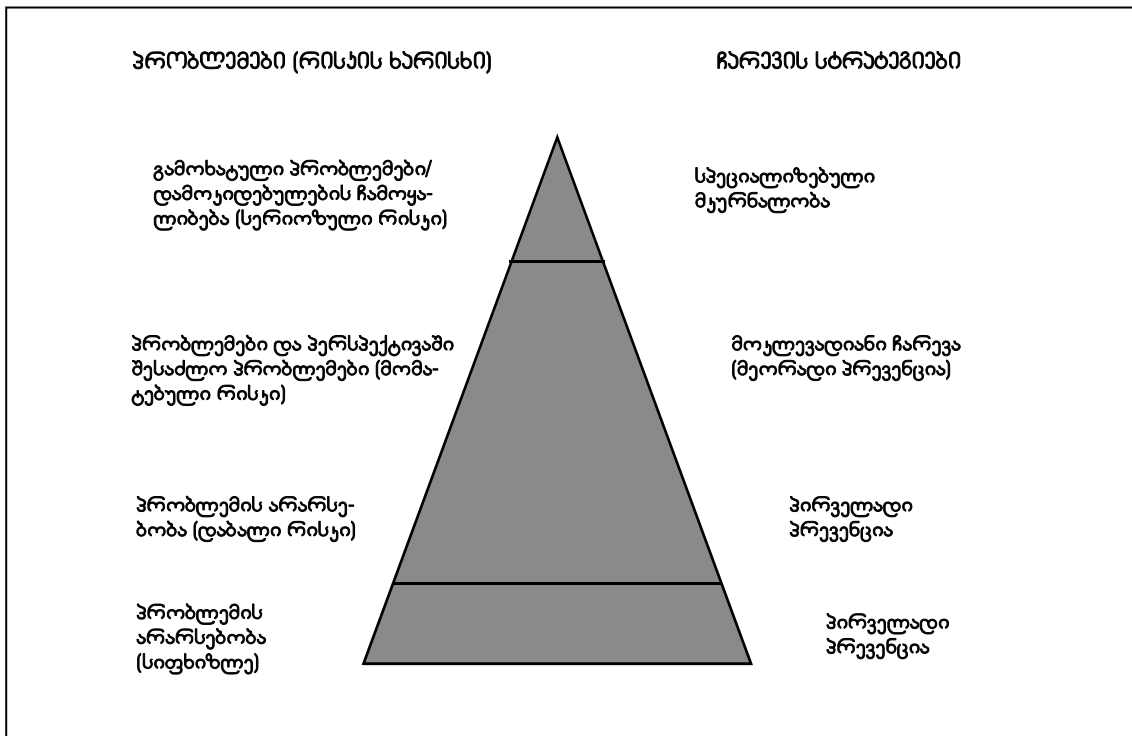 პრობლემები (რისკის ხარისხი)
ჩარევის სტრატეგიები
გამოხატული პრობლემები/
დამოკიდებულების ჩამოყა-
ლიბება (სერიოზული რისკი)
სპეციალიზებული
მკურნალობა
პრობლემები და პერსპექტივაში
შესაძლო პრობლემები (მომა-
ტებული რისკი)
მოკლევადიანი ჩარევა
(მეორადი პრევენცია)
პრობლემის არარსე-
ბობა (დაბალი რისკი)
პირველადი
პრევენცია
პრობლემის
არარსებობა
(სიფხიზლე)
პირველადი
პრევენცია